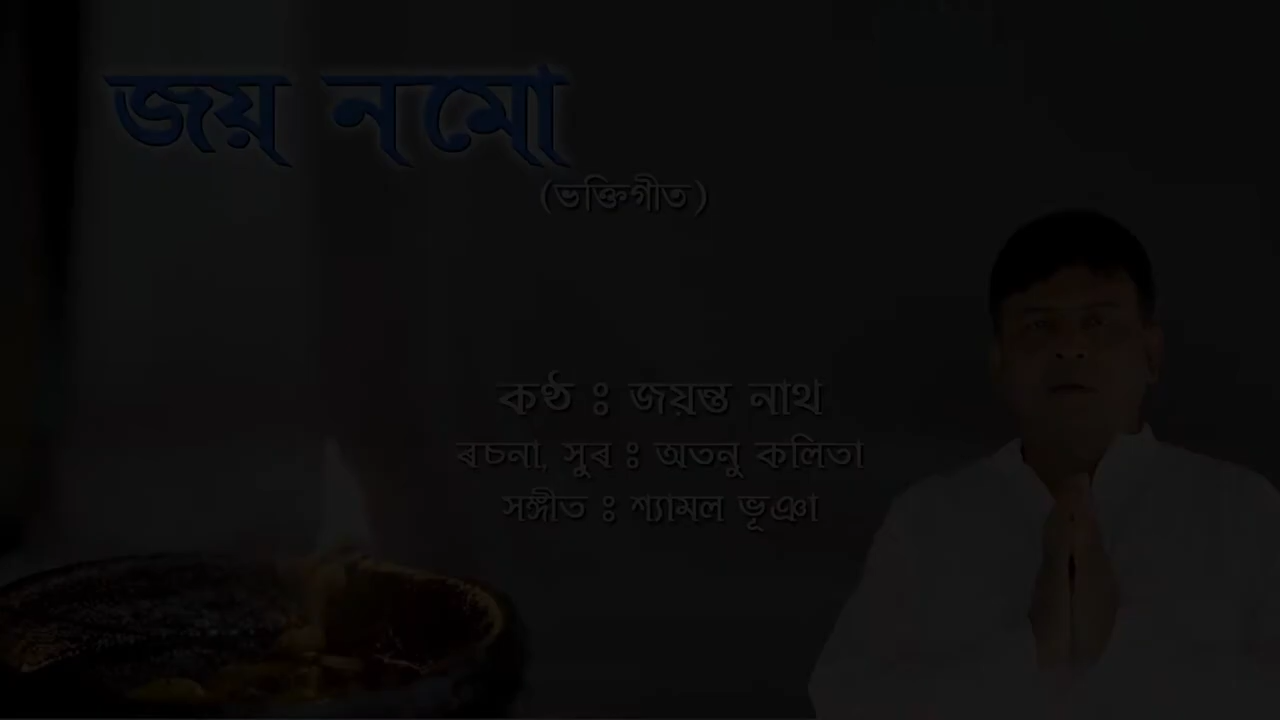 জয় নমো
(ভক্তিগীত)
কণ্ঠ ঃ জয়ন্ত নাথ
ৰচনা, সুৰ ঃ অতনু কলিতা
সঙ্গীত ঃ শ্যামল ভূঞা